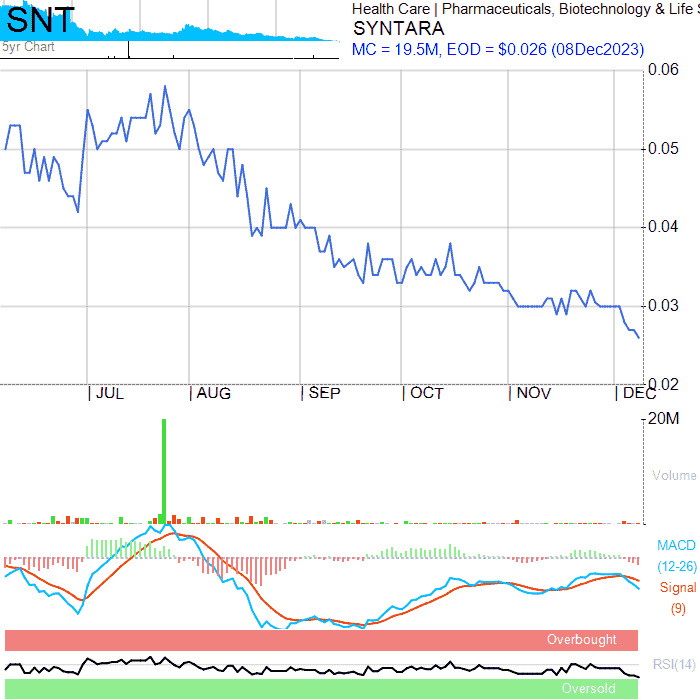 SNT
5yr Chart
Health Care | Pharmaceuticals, Biotechnology & Life
SYNTARA
MC = 19.5M, EOD = $0.026 (08Dec2023)
0.06
0.05
0.04
0.03
0.02
JUL AUG SEP OCT NOV DEC
20M
Volume
MACD
(12-26)
Signal
(9)
Overbought
RSI(14)
Oversold